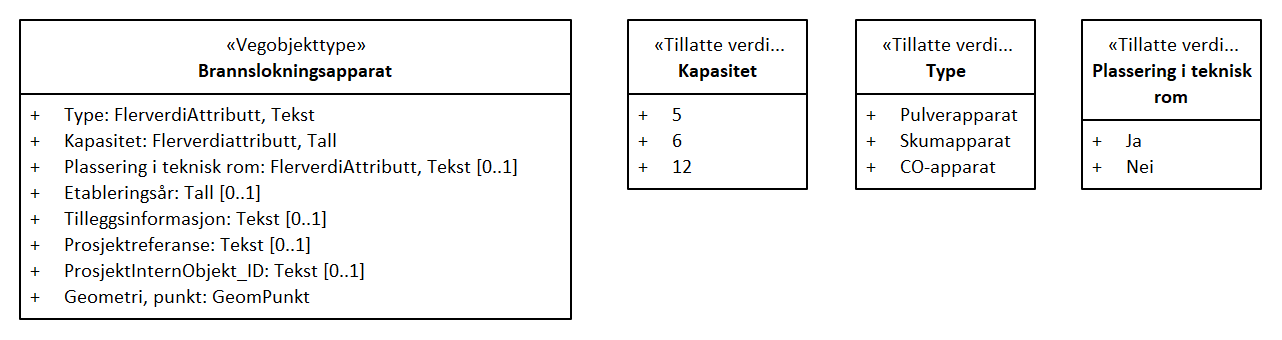 «Vegobjekttype»
Brannslokningsapparat
+ Type: FlerverdiAttributt, Tekst
+ Kapasitet: Flerverdiattributt, Tall
+ Plassering i teknisk rom: FlerverdiAttributt, Tekst [0..1]
+ Etableringsår: Tall [0..1]
+ Tilleggsinformasjon: Tekst [0..1]
+ Prosjektreferanse: Tekst [0..1]
+ ProsjektInternObjekt_ID: Tekst [0..1]
+ Geometri, punkt: GeomPunkt
«Tillatte verdi...
Kapasitet
+ 5
+ 6
+ 12
«Tillatte verdi...
Type
+ Pulverapparat
+ Skumapparat
+ CO-apparat
«Tillatte verdi...
Plassering i teknisk
rom
+ Ja
+ Nei